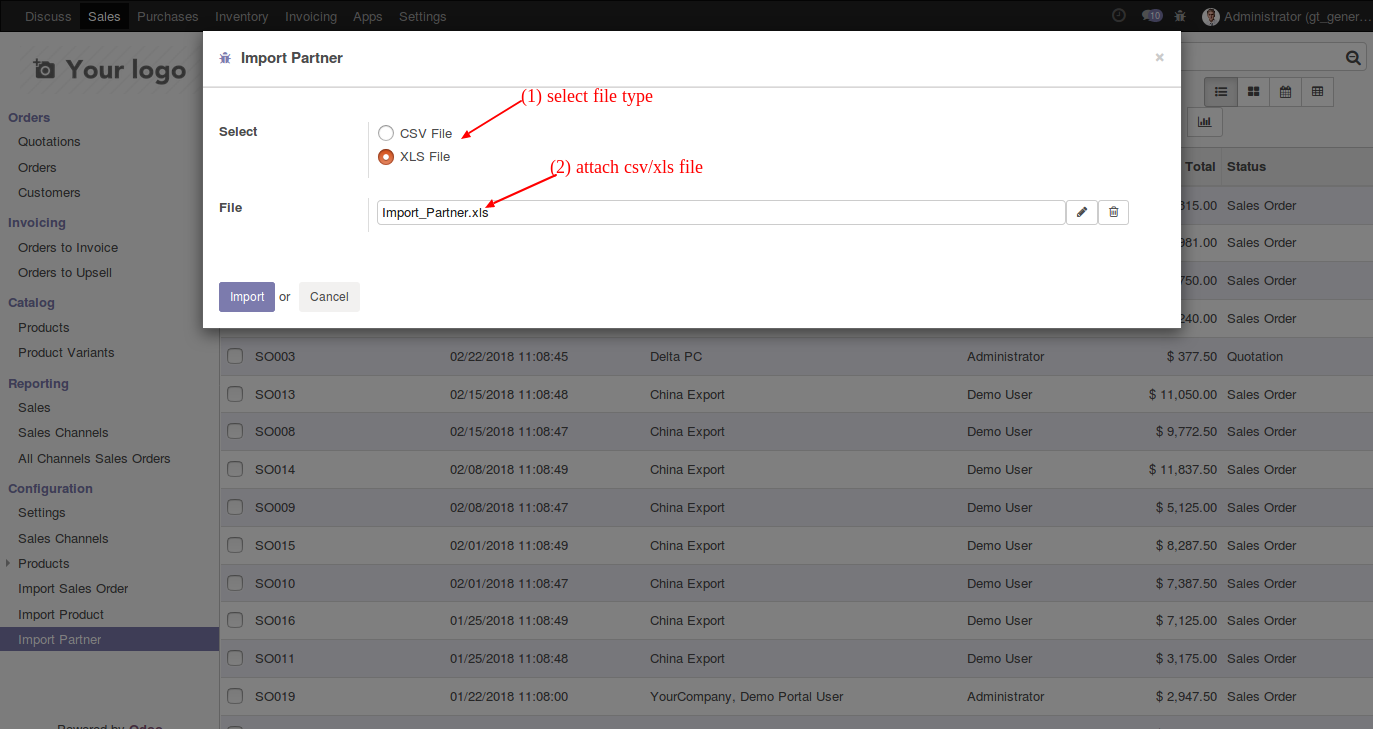 Discuss Sales Purchases Inventory Invoicing Apps Settings 10 Administrator (gt_gener...
Your logo
Import Partner ×
(1) select file type
Select
CSV File
XLS File
(2) attach csv/xls file
File
Import_Partner.xls
Import or Cancel
Orders
Quotations
Orders
Customers
Invoicing
Orders to Invoice
Orders to Upsell
Catalog
Products
Product Variants
Reporting
Sales
Sales Channels
All Channels Sales Orders
Configuration
Settings
Sales Channels
Products
Import Sales Order
Import Product
Import Partner
Powered by Odoo
Total Status
315.00 Sales Order
981.00 Sales Order
750.00 Sales Order
240.00 Sales Order
SO003 02/22/2018 11:08:45 Delta PC Administrator $ 377.50 Quotation
SO013 02/15/2018 11:08:48 China Export Demo User $ 11,050.00 Sales Order
SO008 02/15/2018 11:08:47 China Export Demo User $ 9,772.50 Sales Order
SO014 02/08/2018 11:08:49 China Export Demo User $ 11,837.50 Sales Order
SO009 02/08/2018 11:08:47 China Export Demo User $ 5,125.00 Sales Order
SO015 02/01/2018 11:08:49 China Export Demo User $ 8,287.50 Sales Order
SO010 02/01/2018 11:08:47 China Export Demo User $ 7,387.50 Sales Order
SO016 01/25/2018 11:08:49 China Export Demo User $ 7,125.00 Sales Order
SO011 01/25/2018 11:08:48 China Export Demo User $ 3,175.00 Sales Order
SO019 01/22/2018 11:08:00 YourCompany, Demo Portal User Administrator $ 2,947.50 Sales Order